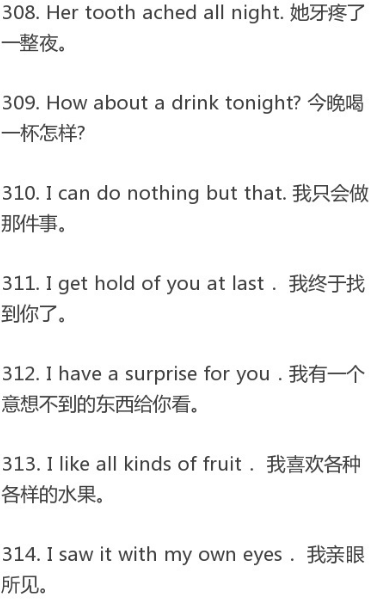 308. Her tooth ached all night. 她牙疼了
一整夜。
309. How about a drink tonight? 今晚喝
一杯怎样?
310. I can do nothing but that. 我只会做
那件事。
311. I get hold of you at last． 我终于找
到你了。
312. I have a surprise for you．我有一个
意想不到的东西给你看。
313. I like all kinds of fruit． 我喜欢各种
各样的水果。
314. I saw it with my own eyes． 我亲眼
所见。